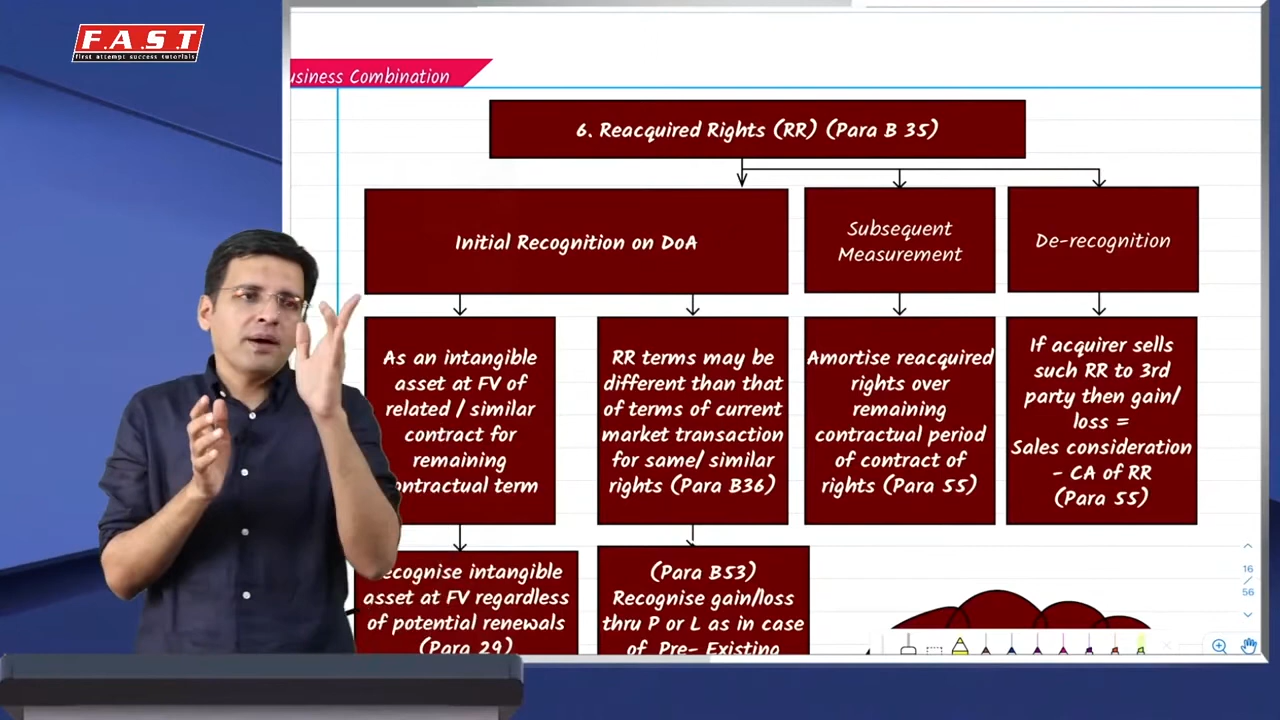 F.A.S.T
first attempt success tutorials
usiness Combination
6. Reacquired Rights (RR) (Para B 35)
Initial Recognition on DoA
Subsequent
Measurement
De-recognition
As an intangible
asset at FV of
related / similar
contract for
remaining
ontractual term
RR terms may be
different than that
of terms of current
market transaction
for same/ similar
rights (Para B36)
Amortise reacquired
rights over
remaining
contractual period
of contract of
rights (Para 55)
If acquirer sells
such RR to 3rd
party then gain/
loss =
Sales consideration
- CA of RR
(Para 55)
ecognise intangible
asset at FV regardless
of potential renewals
(Para 29)
(Para B53)
Recognise gain/loss
thru P or L as in case
of Pre- Existing
16
/
56